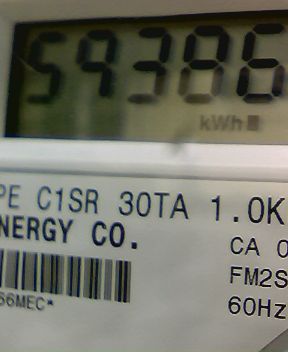 59386
kWh
PE C1SR 30TA 1.0K
NERGY CO.
CA 0
FM2S
56MEC*
60Hz